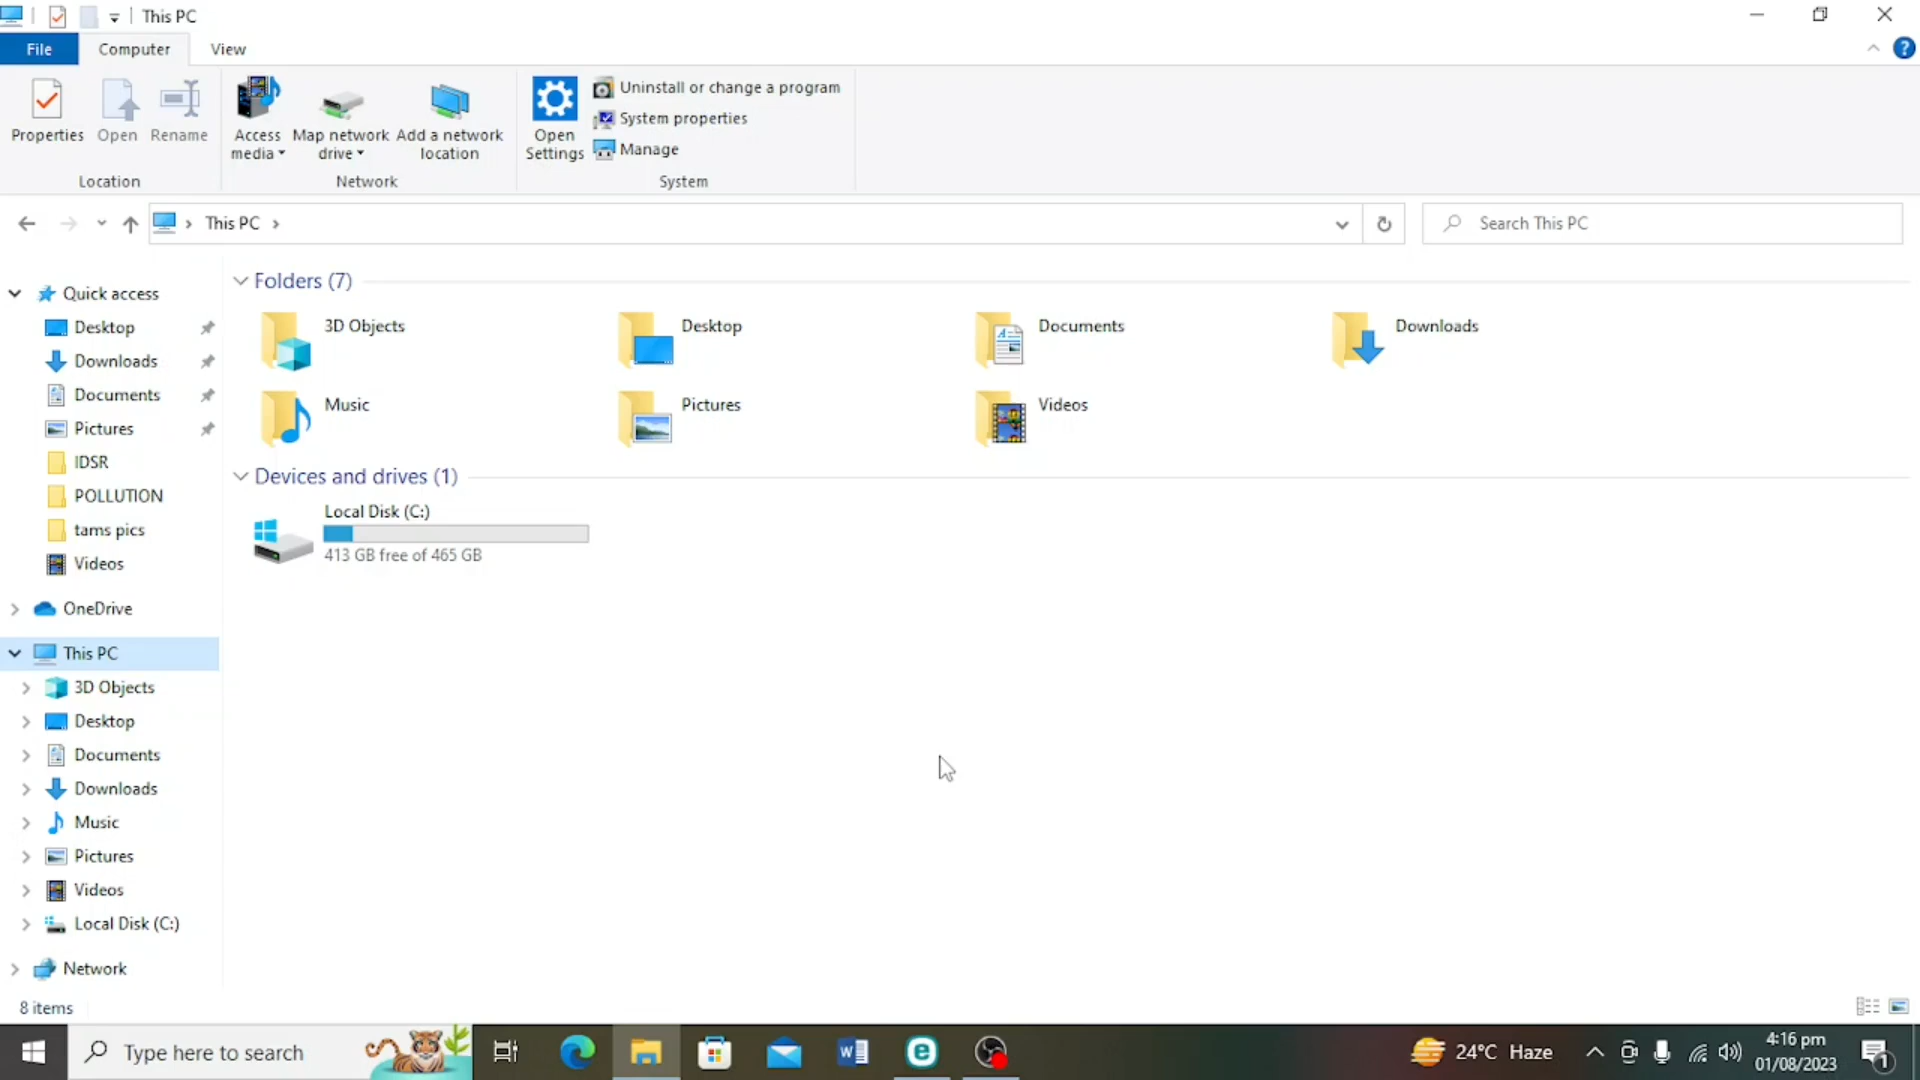 This PC
File
Computer
View
Properties
Open
Rename
Access media
Map network drive
Add a network location
Open Settings
Uninstall or change a program
System properties
Manage
Location
Network
System
This PC
Search This PC
Quick access
Desktop
Downloads
Documents
Pictures
IDSR
POLLUTION
tams pics
Videos
OneDrive
This PC
3D Objects
Desktop
Documents
Downloads
Music
Pictures
Videos
Local Disk (C:)
Network
Folders (7)
3D Objects
Desktop
Documents
Downloads
Music
Pictures
Videos
Devices and drives (1)
Local Disk (C:)
413 GB free of 465 GB
8 items
Type here to search
24°C Haze
4:16 pm
01/08/2023
1